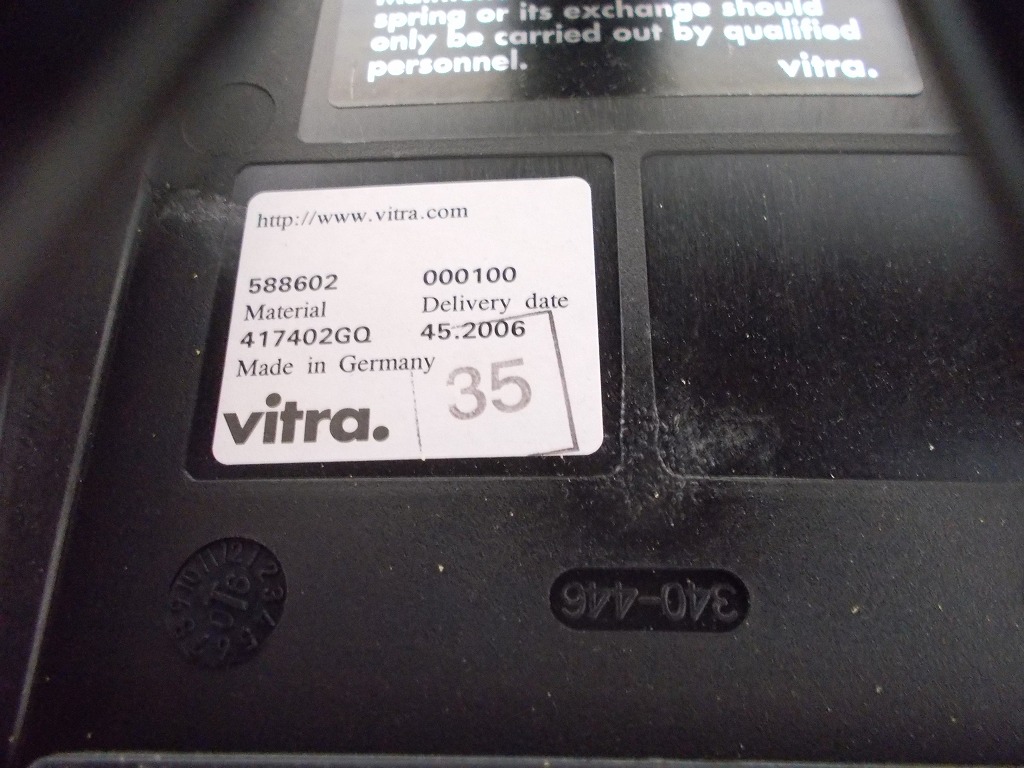 spring or its exchange should
only be carried out by qualified
personnel.
vitra.
http://www.vitra.com
588602 000100
Material Delivery date
417402GQ 45.2006
Made in Germany
35
vitra.
340-446